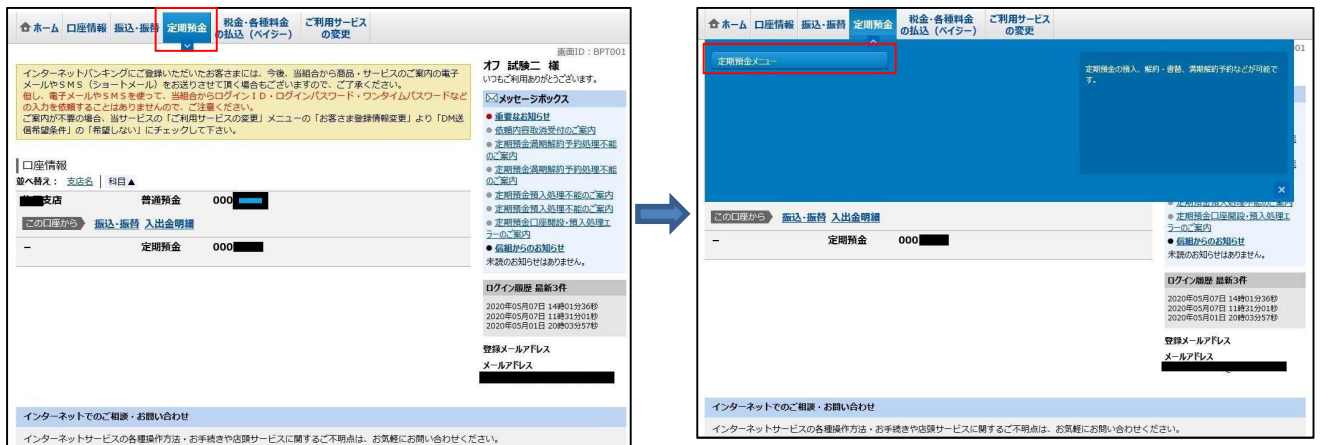 ホーム 口座情報 振込・振替 定期預金 税金・各種料金の払込（ペイジー） ご利用サービスの変更
画面ID：BPT001
インターネットバンキングにご登録いただいたお客さまには、今後、当組合から商品・サービスのご案内の電子
メールやSMS（ショートメール）をお送りさせて頂く場合もございますので、ご了承ください。
但し、電子メールやSMSを使って、当組合からログインID・ログインパスワード・ワンタイムパスワードなど
の入力を依頼することはありませんので、ご注意ください。
ご案内が不要の場合、当サービスの「ご利用サービスの変更」メニューの「お客さま登録情報変更」より「DM送
信希望条件」の「希望しない」にチェックして下さい。
口座情報
並べ替え： 支店名 科目▲
支店 普通預金 000
この口座から 振込・振替 入出金明細
－ 定期預金 000
オフ 試験二 様
いつもご利用ありがとうございます。
メッセージボックス
●重要なお知らせ
●依頼内容取消受付のご案内
●定期預金満期解約予約処理不能
のご案内
●定期預金満期解約予約処理不能
のご案内
●定期預金預入処理不能のご案内
●定期預金預入処理不能のご案内
●定期預金口座開設・預入処理エ
ラーのご案内
●信組からのお知らせ
未読のお知らせはありません。
ログイン履歴 最新3件
2020年05月07日 14時01分36秒
2020年05月07日 11時31分01秒
2020年05月01日 20時03分57秒
登録メールアドレス
メールアドレス
インターネットでのご相談・お問い合わせ
インターネットサービスの各種操作方法・お手続きや店頭サービスに関するご不明点は、お気軽にお問い合わせください。
ホーム 口座情報 振込・振替 定期預金 税金・各種料金の払込（ペイジー） ご利用サービスの変更
01
定期預金メニュー
定期預金の預入、解約・書替、満期解約予約などが可能で
す。
×
この口座から 振込・振替 入出金明細
－ 定期預金 000
●定期預金預入処理不能のご案内
●定期預金口座開設・預入処理エ
ラーのご案内
●信組からのお知らせ
未読のお知らせはありません。
ログイン履歴 最新3件
2020年05月07日 14時01分36秒
2020年05月07日 11時31分01秒
2020年05月01日 20時03分57秒
登録メールアドレス
メールアドレス
インターネットでのご相談・お問い合わせ
インターネットサービスの各種操作方法・お手続きや店頭サービスに関するご不明点は、お気軽にお問い合わせください。